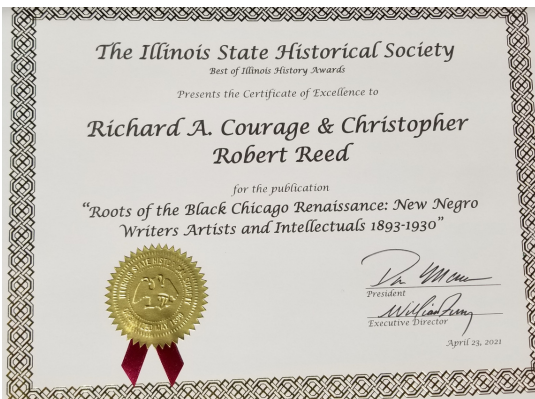 The Illinois State Historical Society
Best of Illinois History Awards
Presents the Certificate of Excellence to
Richard A. Courage & Christopher
Robert Reed
for the publication
“Roots of the Black Chicago Renaissance: New Negro
Writers Artists and Intellectuals 1893-1930”
President
Executive Director
April 23, 2021